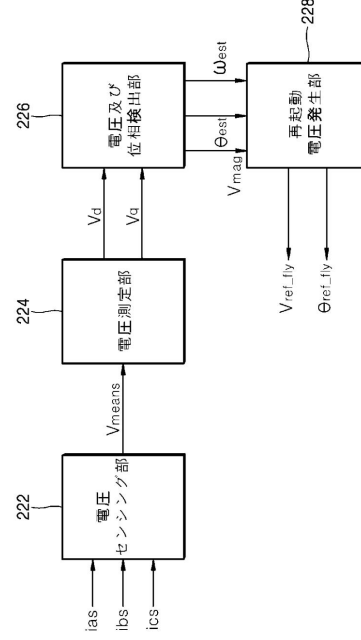 222
224
226
228
ias
ibs
ics
電圧
センシング部
Vmeans
電圧測定部
Vd
Vq
電圧及び
位相検出部
ωest
θest
Vmag
再起動
電圧発生部
Vref_fly
θref_fly